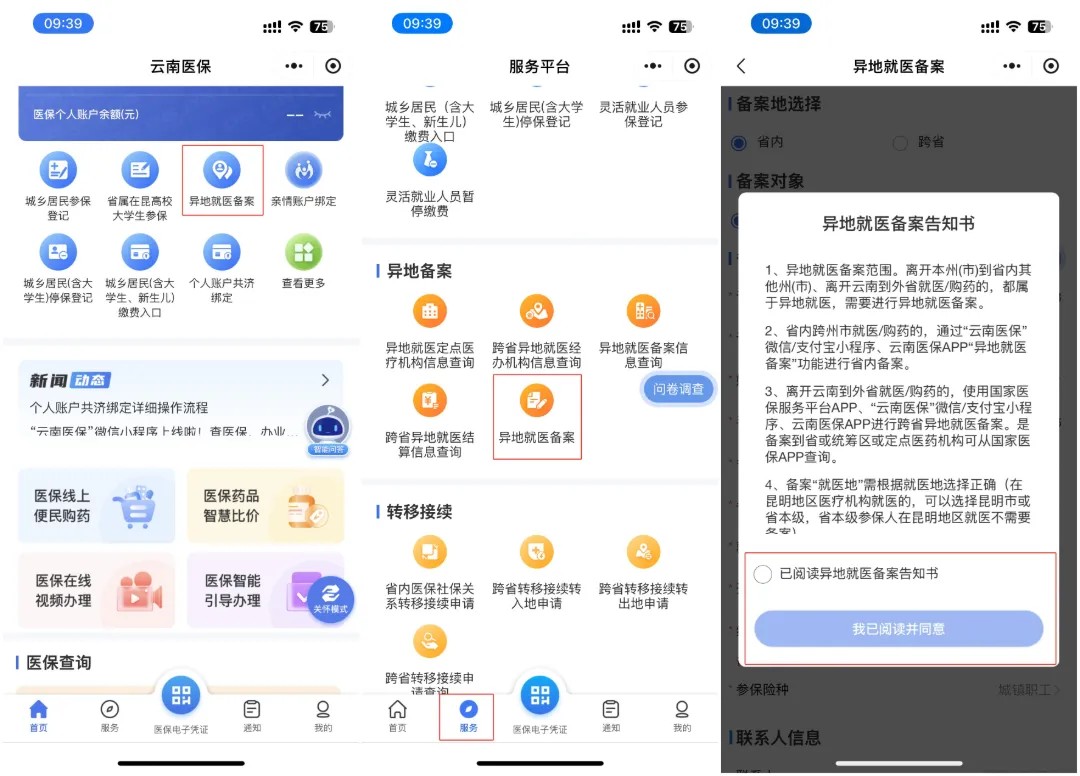 09:39
75
云南医保
医保个人账户余额(元)
--
城乡居民参保
登记
省属在昆高校
大学生参保
异地就医备案
亲情账户绑定
城乡居民(含大
学生)停保登记
城乡居民(含大
学生、新生儿)
缴费入口
个人账户共济
绑定
查看更多
新闻 动态
个人账户共济绑定详细操作流程
“云南医保”微信小程序上线啦！查医保、办业...
智能问答
医保线上
便民购药
医保药品
智慧比价
医保在线
视频办理
医保智能
引导办理
关怀模式
医保查询
首页
服务
医保电子凭证
通知
我的
09:39
75
服务平台
城乡居民（含大
学生、新生儿）
缴费入口
城乡居民(含大学
生)停保登记
灵活就业人员参
保登记
灵活就业人员暂
停缴费
异地备案
异地就医定点医
疗机构信息查询
跨省异地就医经
办机构信息查询
异地就医备案信
息查询
问卷调查
跨省异地就医结
算信息查询
异地就医备案
转移接续
省内医保社保关
系转移接续申请
跨省转移接续转
入地申请
跨省转移接续转
出地申请
跨省转移接续申
请查询
首页
服务
医保电子凭证
通知
我的
09:39
75
异地就医备案
备案地选择
省内
跨省
备案对象
异地就医备案告知书
1、异地就医备案范围。离开本州(市)到省内其
他州(市)、离开云南到外省就医/购药的，都属
于异地就医，需要进行异地就医备案。
2、省内跨州市就医/购药的，通过“云南医保”
微信/支付宝小程序、云南医保APP“异地就医
备案”功能进行省内备案。
3、离开云南到外省就医/购药的，使用国家医
保服务平台APP、“云南医保”微信/支付宝小程
序、云南医保APP进行跨省异地就医备案。是
备案到省或统筹区或定点医药机构可从国家医
保APP查询。
4、备案“就医地”需根据就医地选择正确（在
昆明地区医疗机构就医的，可以选择昆明市或
省本级，省本级参保人在昆明地区就医不需要
备案）
已阅读异地就医备案告知书
我已阅读并同意
参保险种
城镇职工
联系人信息